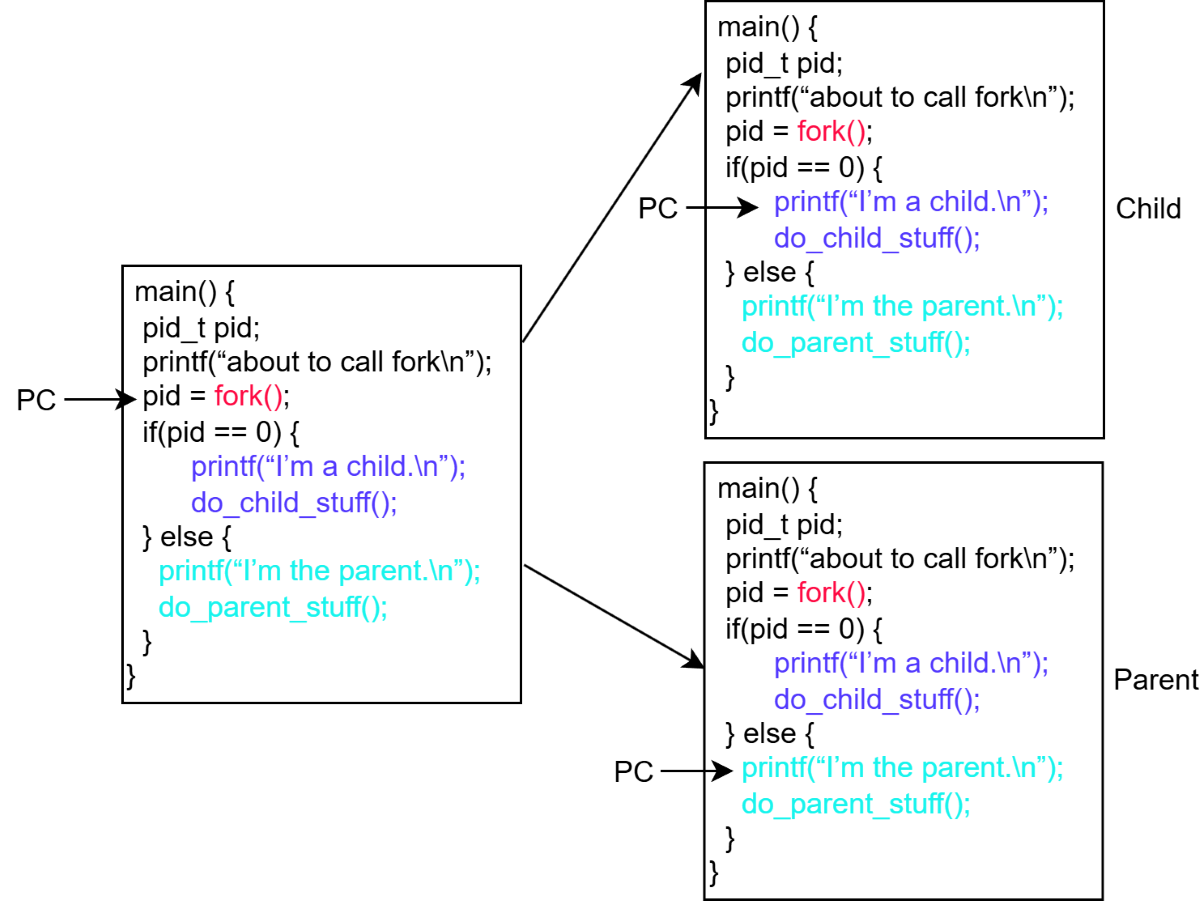 main() {
pid_t pid;
printf(“about to call fork\n”);
PC
pid = fork();
if(pid == 0) {
printf(“I’m a child.\n”);
do_child_stuff();
} else {
printf(“I’m the parent.\n”);
do_parent_stuff();
}
}
main() {
pid_t pid;
printf(“about to call fork\n”);
pid = fork();
if(pid == 0) {
PC
printf(“I’m a child.\n”);
Child
do_child_stuff();
} else {
printf(“I’m the parent.\n”);
do_parent_stuff();
}
}
main() {
pid_t pid;
printf(“about to call fork\n”);
pid = fork();
if(pid == 0) {
printf(“I’m a child.\n”);
Parent
do_child_stuff();
} else {
PC
printf(“I’m the parent.\n”);
do_parent_stuff();
}
}